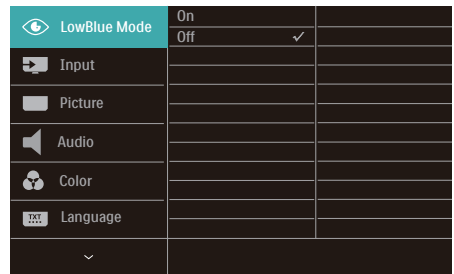 LowBlue Mode
On
Off
Input
Picture
Audio
Color
TXT
Language